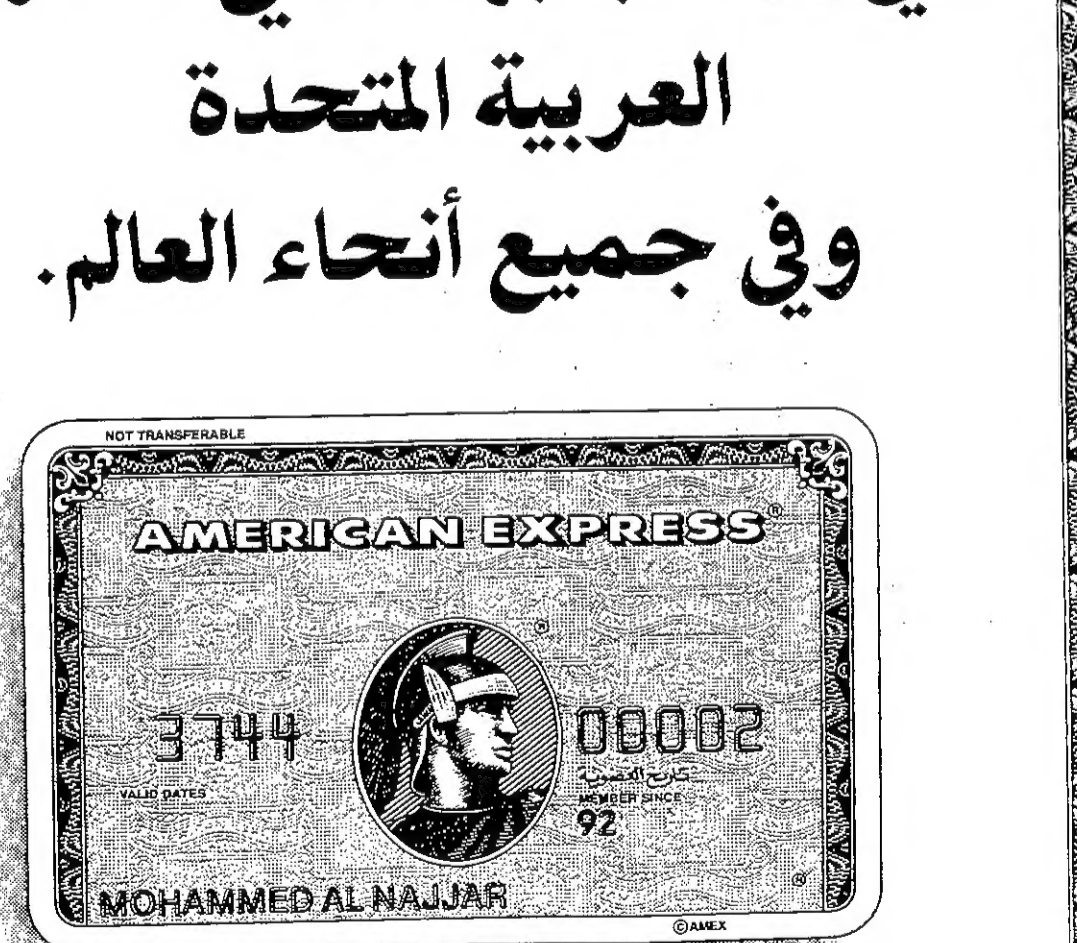 العربية المتحدة
وفي جميع أنحاء العالم.
NOT TRANSFERABLE
AMERICAN EXPRESS®
®
3744 00002
تاريخ العضوية
VALID DATES MEMBER SINCE
92
®
MOHAMMED AL NAJJAR
©AMEX